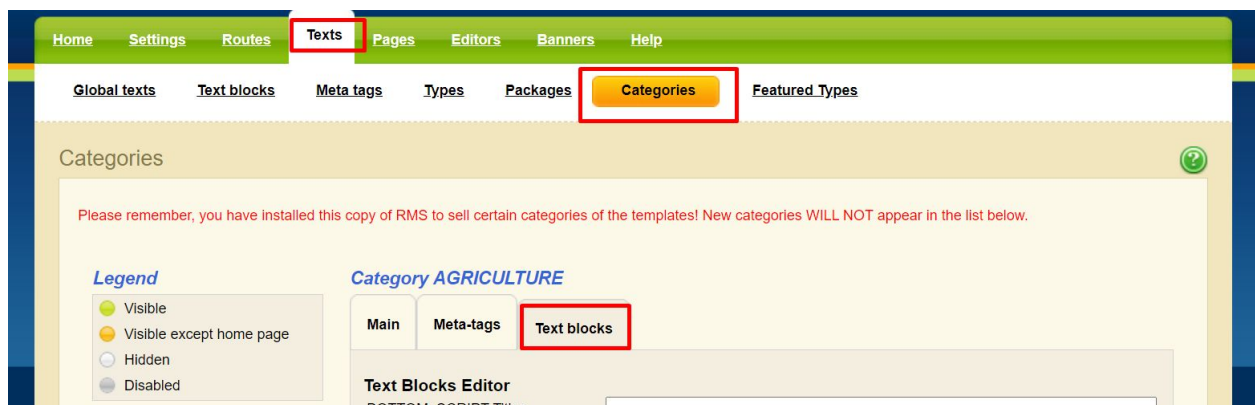 Home Settings Routes Texts Pages Editors Banners Help
Global texts Text blocks Meta tags Types Packages Categories Featured Types
Categories
?
Please remember, you have installed this copy of RMS to sell certain categories of the templates! New categories WILL NOT appear in the list below.
Legend
Visible
Visible except home page
Hidden
Disabled
Category AGRICULTURE
Main Meta-tags Text blocks
Text Blocks Editor